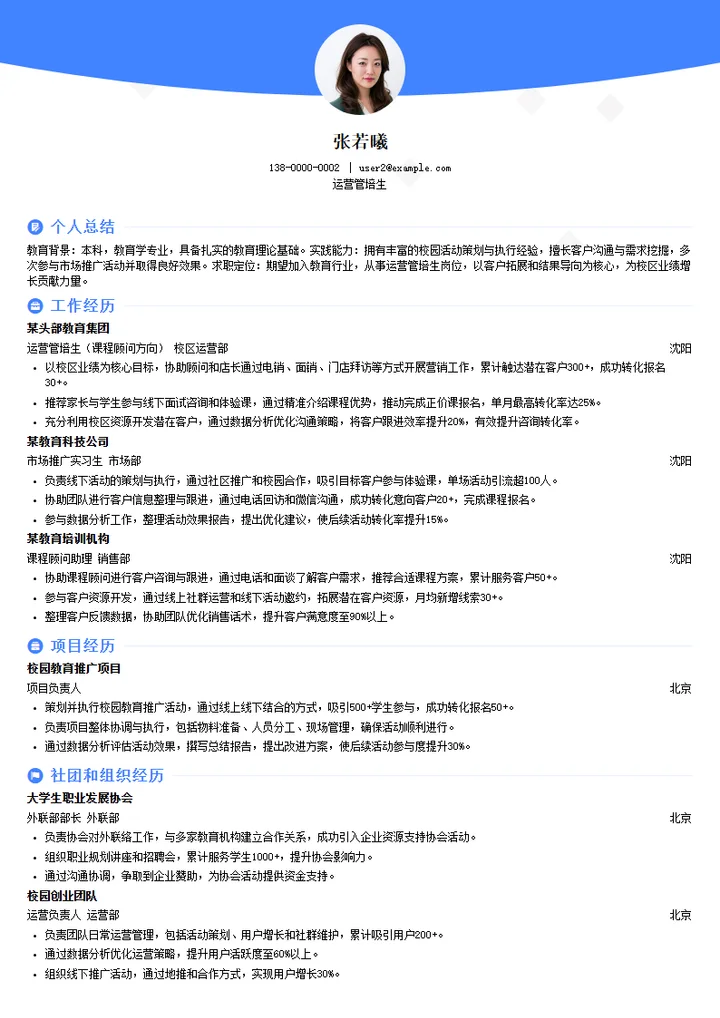 张若曦
138-0000-0002 | user2@example.com
运营管培生
个人总结
教育背景：本科，教育学专业，具备扎实的教育理论基础。实践能力：拥有丰富的校园活动策划与执行经验，擅长客户沟通与需求挖掘，多
次参与市场推广活动并取得良好效果。求职定位：期望加入教育行业，从事运营管培生岗位，以客户拓展和结果导向为核心，为校区业绩增
长贡献力量。
工作经历
某头部教育集团
运营管培生（课程顾问方向） 校区运营部 沈阳
• 以校区业绩为核心目标，协助顾问和店长通过电销、面销、门店拜访等方式开展营销工作，累计触达潜在客户300+，成功转化报名
30+。
• 推荐家长与学生参与线下面试咨询和体验课，通过精准介绍课程优势，推动完成正价课报名，单月最高转化率达25%。
• 充分利用校区资源开发潜在客户，通过数据分析优化沟通策略，将客户跟进效率提升20%，有效提升咨询转化率。
某教育科技公司
市场推广实习生 市场部 沈阳
• 负责线下活动的策划与执行，通过社区推广和校园合作，吸引目标客户参与体验课，单场活动引流超100人。
• 协助团队进行客户信息整理与跟进，通过电话回访和微信沟通，成功转化意向客户20+，完成课程报名。
• 参与数据分析工作，整理活动效果报告，提出优化建议，使后续活动转化率提升15%。
某教育培训机构
课程顾问助理 销售部 沈阳
• 协助课程顾问进行客户咨询与跟进，通过电话和面谈了解客户需求，推荐合适课程方案，累计服务客户50+。
• 参与客户资源开发，通过线上社群运营和线下活动邀约，拓展潜在客户资源，月均新增线索30+。
• 整理客户反馈数据，协助团队优化销售话术，提升客户满意度至90%以上。
项目经历
校园教育推广项目
项目负责人 北京
• 策划并执行校园教育推广活动，通过线上线下结合的方式，吸引500+学生参与，成功转化报名50+。
• 负责项目整体协调与执行，包括物料准备、人员分工、现场管理，确保活动顺利进行。
• 通过数据分析评估活动效果，撰写总结报告，提出改进方案，使后续活动参与度提升30%。
社团和组织经历
大学生职业发展协会
外联部部长 外联部 北京
• 负责协会对外联络工作，与多家教育机构建立合作关系，成功引入企业资源支持协会活动。
• 组织职业规划讲座和招聘会，累计服务学生1000+，提升协会影响力。
• 通过沟通协调，争取到企业赞助，为协会活动提供资金支持。
校园创业团队
运营负责人 运营部 北京
• 负责团队日常运营管理，包括活动策划、用户增长和社群维护，累计吸引用户200+。
• 通过数据分析优化运营策略，提升用户活跃度至60%以上。
• 组织线下推广活动，通过地推和合作方式，实现用户增长30%。